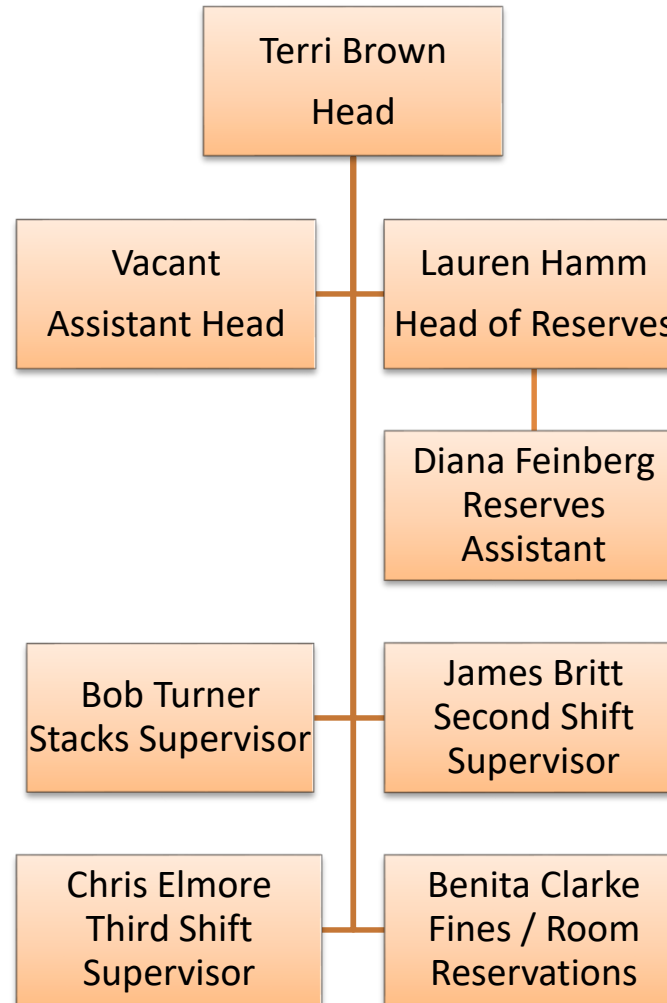 Terri Brown
Head
Vacant
Assistant Head
Lauren Hamm
Head of Reserves
Diana Feinberg
Reserves
Assistant
Bob Turner
Stacks Supervisor
James Britt
Second Shift
Supervisor
Chris Elmore
Third Shift
Supervisor
Benita Clarke
Fines / Room
Reservations